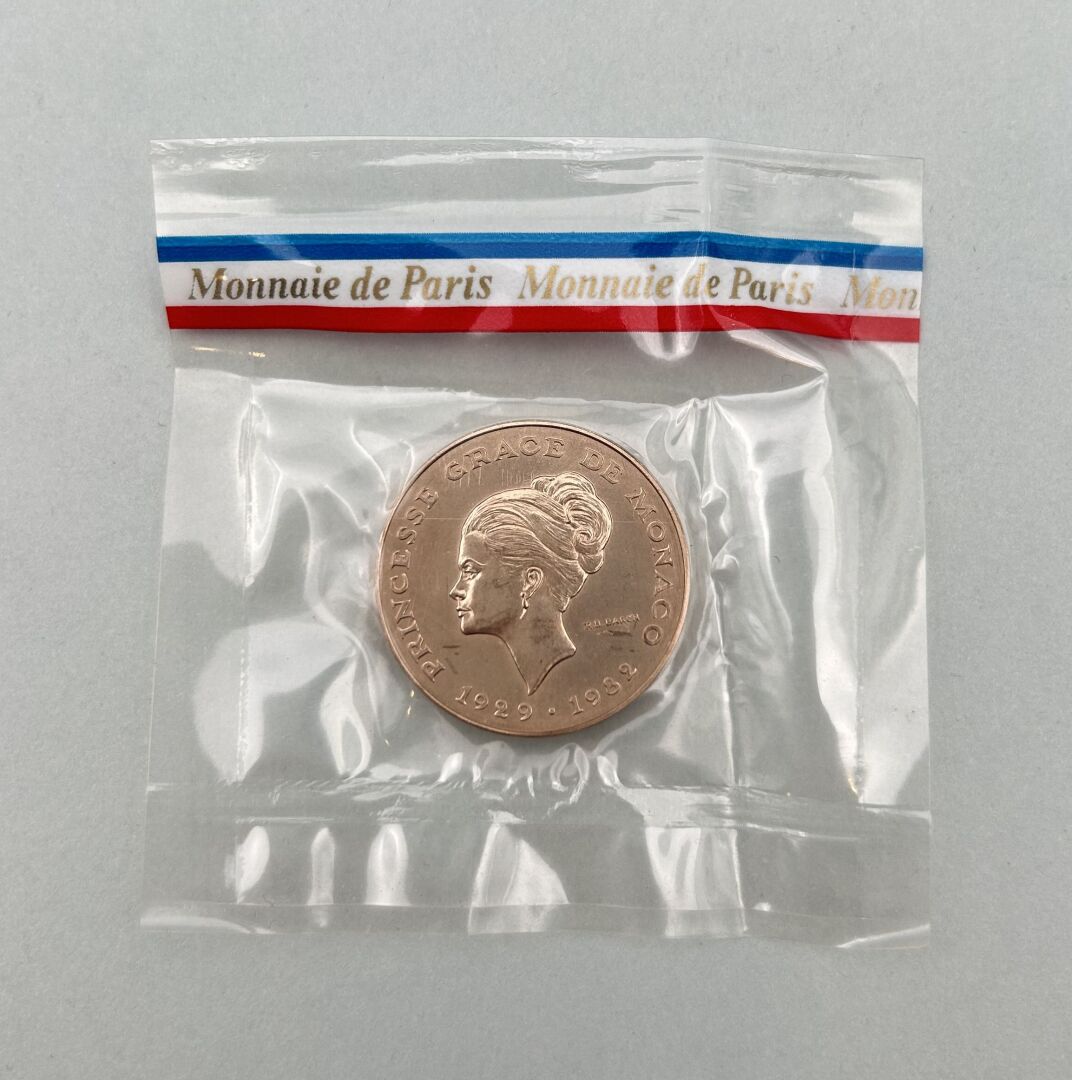 Monnaie de Paris Monnaie de Paris Mon
PRINCESSE GRACE DE MONACO
1929 · 1982